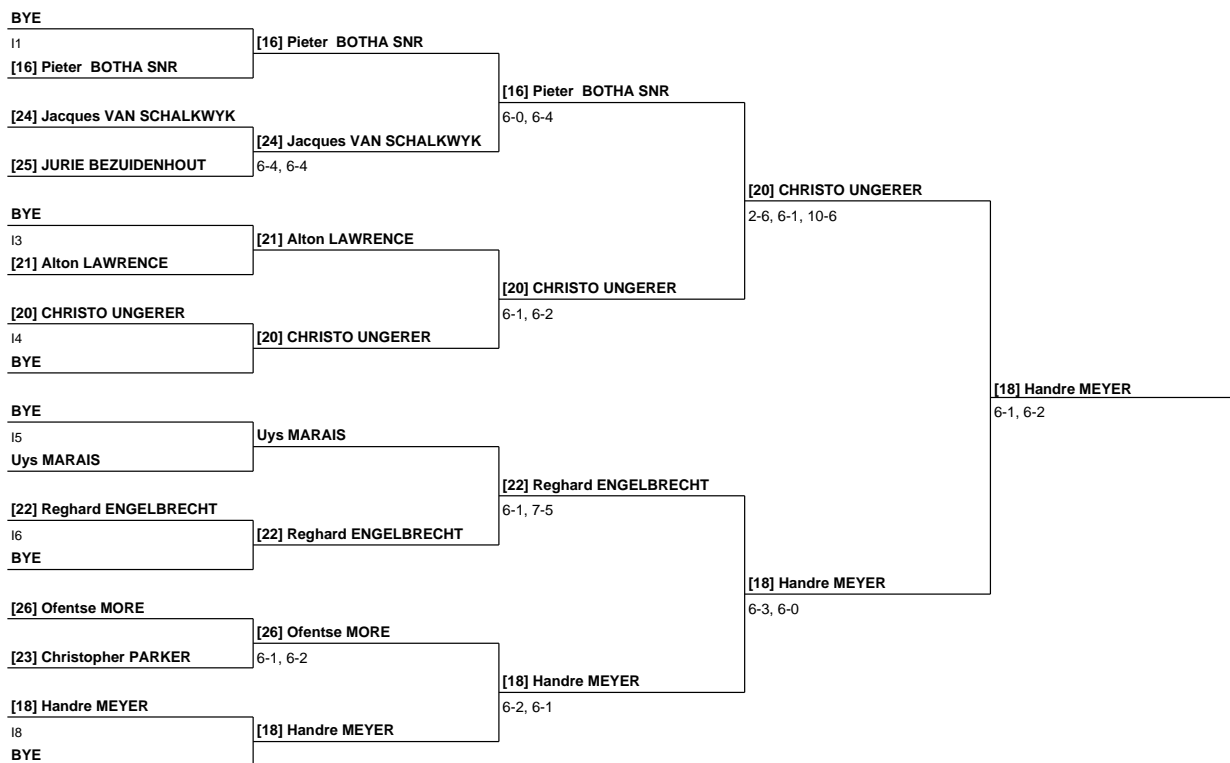 BYE
I1
[16] Pieter  BOTHA SNR
[24] Jacques VAN SCHALKWYK
[25] JURIE BEZUIDENHOUT
BYE
I3
[21] Alton LAWRENCE
[20] CHRISTO UNGERER
I4
BYE
BYE
I5
Uys MARAIS
[22] Reghard ENGELBRECHT
I6
BYE
[26] Ofentse MORE
[23] Christopher PARKER
[18] Handre MEYER
I8
BYE
[16] Pieter  BOTHA SNR
[24] Jacques VAN SCHALKWYK
6-4, 6-4
[21] Alton LAWRENCE
[20] CHRISTO UNGERER
Uys MARAIS
[22] Reghard ENGELBRECHT
[26] Ofentse MORE
6-1, 6-2
[18] Handre MEYER
[16] Pieter  BOTHA SNR
6-0, 6-4
[20] CHRISTO UNGERER
6-1, 6-2
[22] Reghard ENGELBRECHT
6-1, 7-5
[18] Handre MEYER
6-2, 6-1
[20] CHRISTO UNGERER
2-6, 6-1, 10-6
[18] Handre MEYER
6-3, 6-0
[18] Handre MEYER
6-1, 6-2